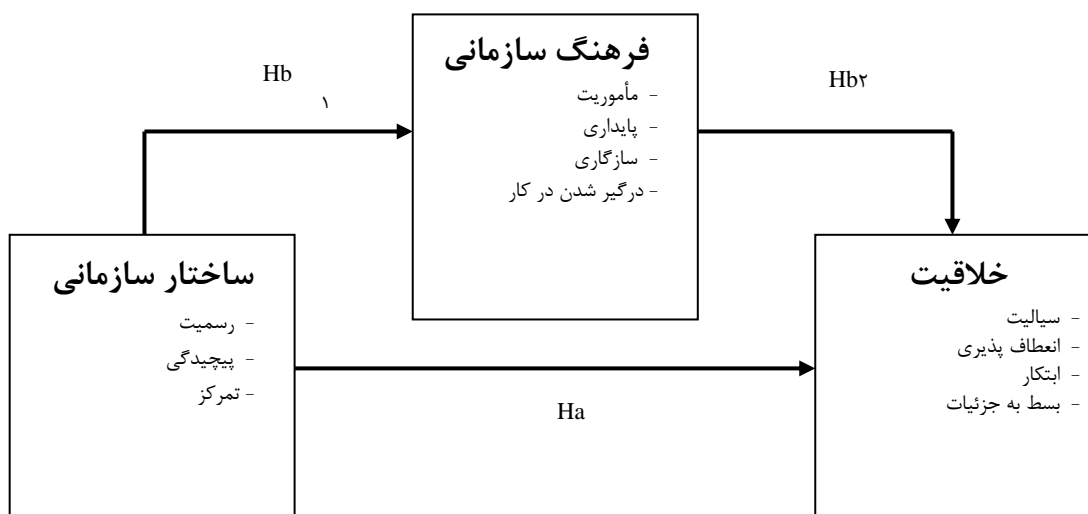 فرهنگ سازمانی
- مأموریت
- پایداری
- سازگاری
- درگیر شدن در کار
Hb
۱
Hb۲
ساختار سازمانی
- رسمیت
- پیچیدگی
- تمرکز
خلاقیت
- سیالیت
- انعطاف پذیری
- ابتکار
- بسط به جزئیات
Ha